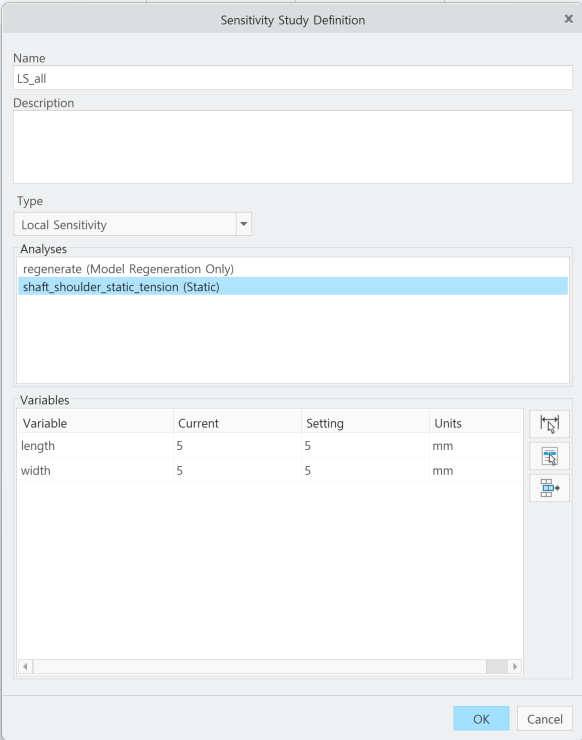 Sensitivity Study Definition x
Name
LS_all
Description
Type
Local Sensitivity
Analyses
regenerate (Model Regeneration Only)
shaft_shoulder_static_tension (Static)
Variables
Variable Current Setting Units
length 5 5 mm
width 5 5 mm
OK Cancel